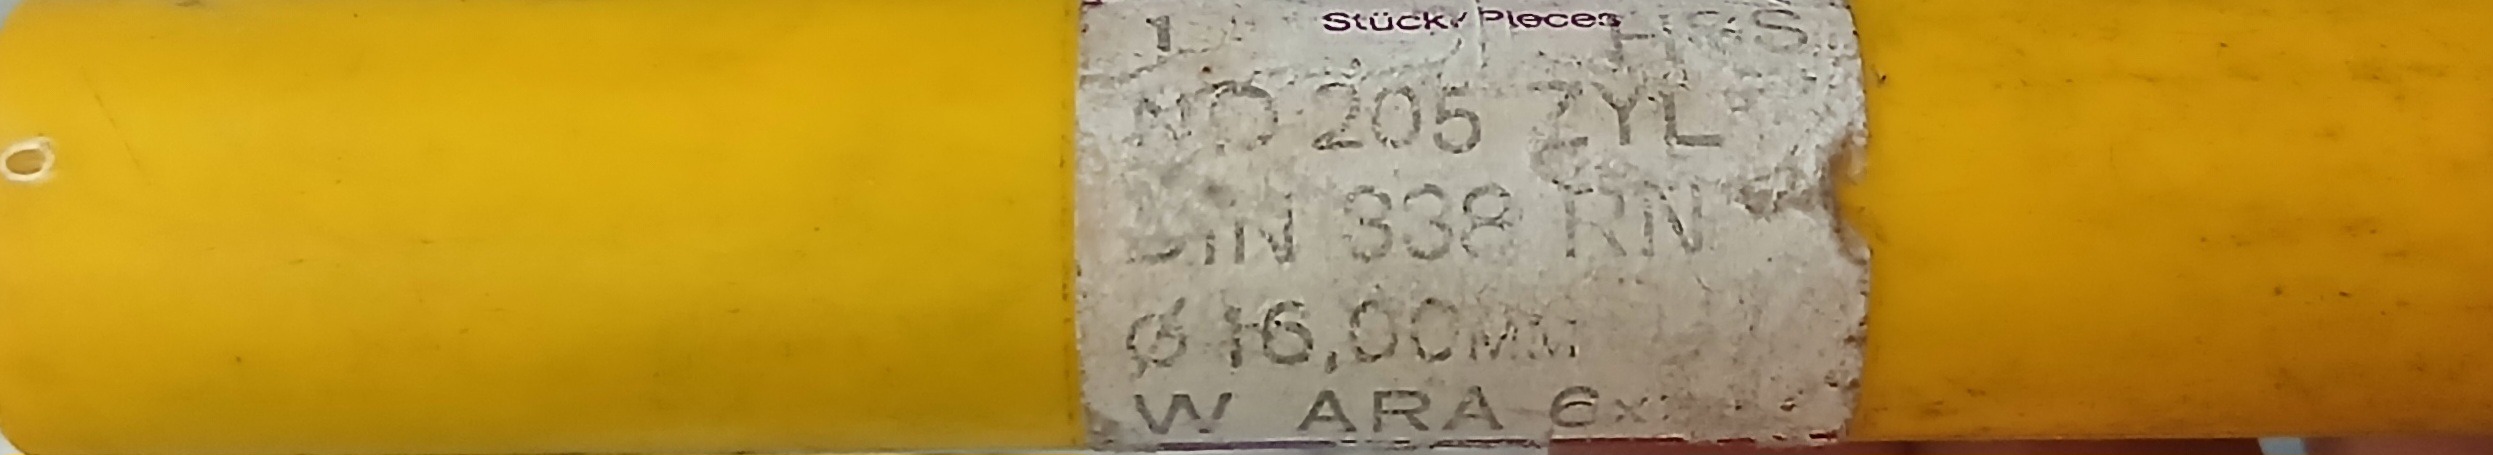 1 Stück/Pieces HSS
NO 205 ZYL
DIN 338 RN
Ø 16,00MM
W ARA